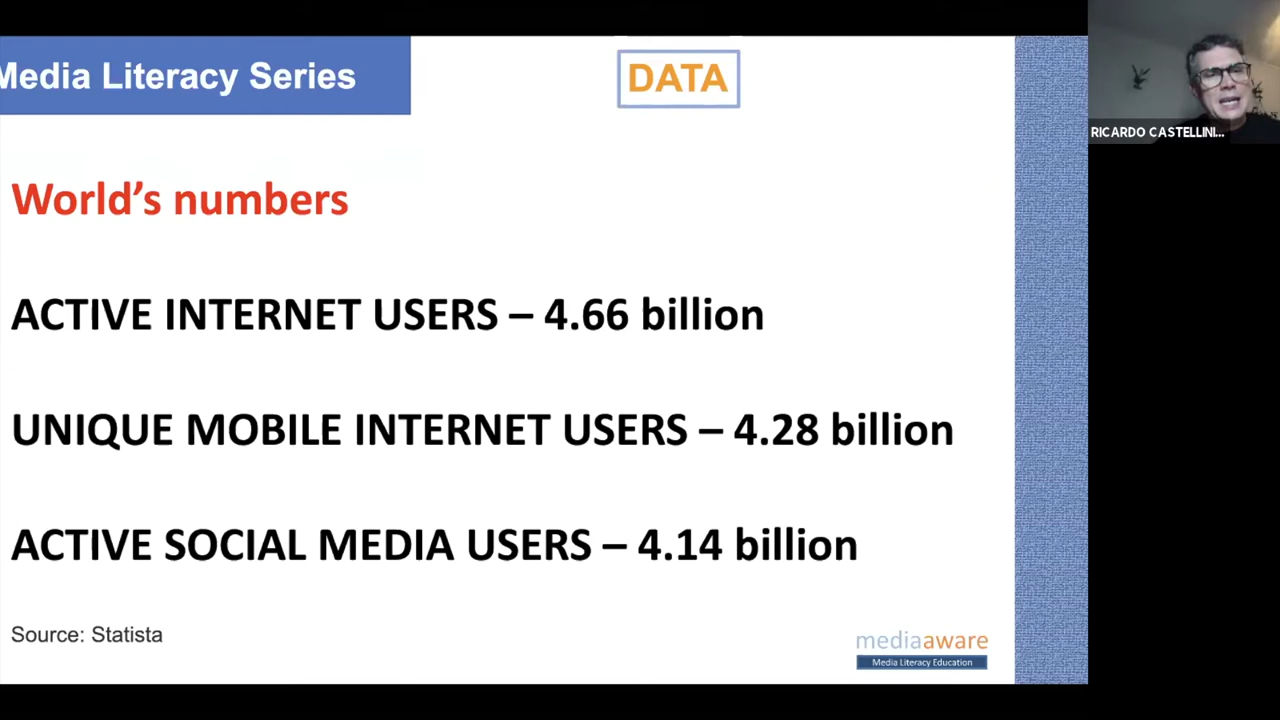 Media Literacy Series
DATA
RICARDO CASTELLINI...
World's numbers
ACTIVE INTERNET USERS – 4.66 billion
UNIQUE MOBILE INTERNET USERS – 4.28 billion
ACTIVE SOCIAL MEDIA USERS – 4.14 billion
Source: Statista
mediaaware
Media Literacy Education